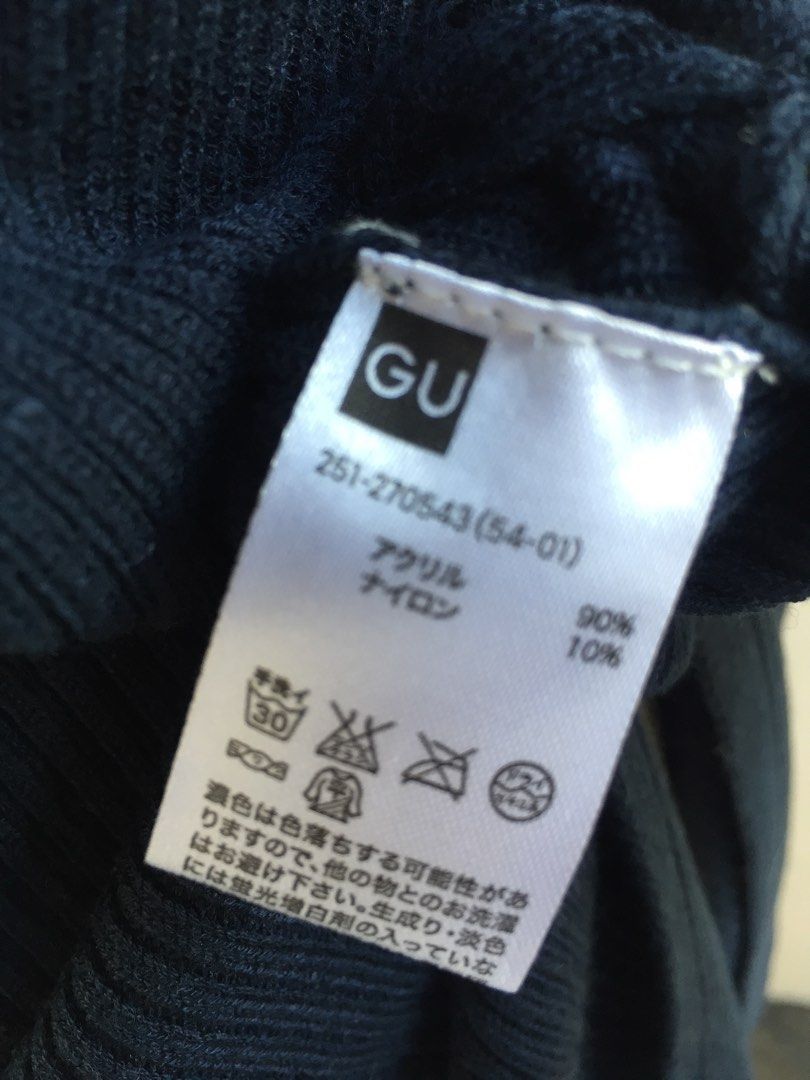 GU
251-270543(54-01)
アクリル 90%
ナイロン 10%
手洗イ
30
ドライ
濃色は色落ちする可能性があ
りますので、他の物とのお洗濯
はお避け下さい。生成り・淡色
には蛍光増白剤の入っていな